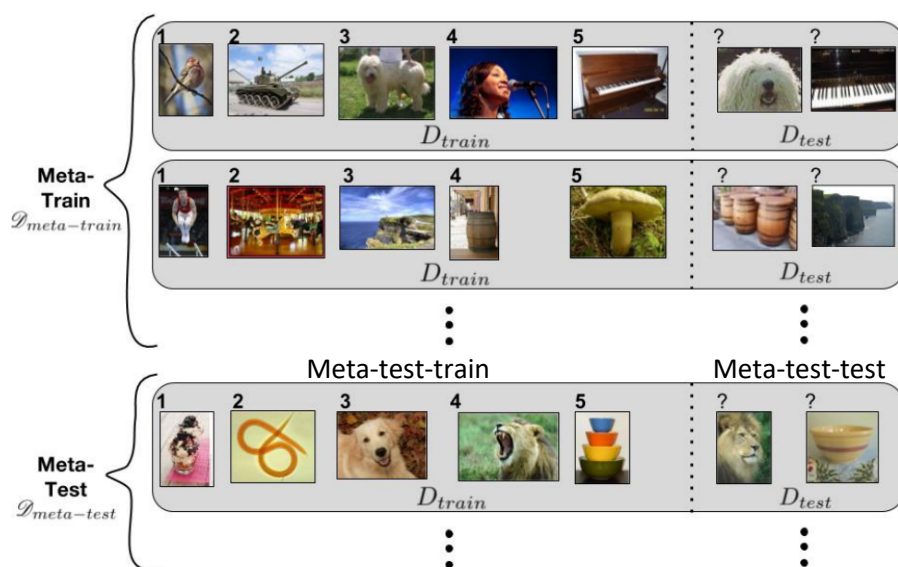 1 2 3 4 5 ? ?
D_train D_test
Meta-
Train
𝒟_meta−train
1 2 3 4 5 ? ?
D_train D_test
Meta-test-train Meta-test-test
1 2 3 4 5 ? ?
Meta-
Test
𝒟_meta−test
D_train D_test